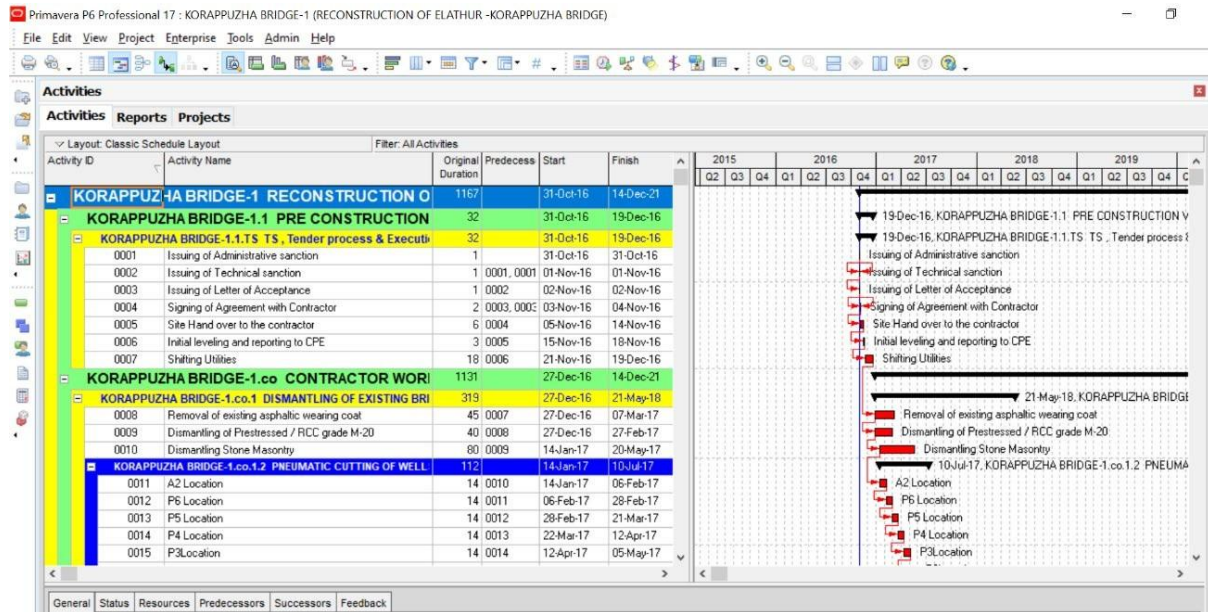 Primavera P6 Professional 17 : KORAPPUZHA BRIDGE-1 (RECONSTRUCTION OF ELATHUR -KORAPUZHA BRIDGE)
File Edit View Project Enterprise Tools Admin Help
Activities
Activities Reports Projects
Layout: Classic Schedule Layout Filter: All Activities
Activity ID Activity Name Original Duration Predecess Start Finish 2015 2016 2017 2018 2019
Q2 Q3 Q4 Q1 Q2 Q3 Q4 Q1 Q2 Q3 Q4 Q1 Q2 Q3 Q4 Q1 Q2 Q3 Q4
KORAPPUZHA BRIDGE-1 RECONSTRUCTION O 1167 31-Oct-16 14-Dec-21
KORAPPUZHA BRIDGE-1.1 PRE CONSTRUCTION 32 31-Oct-16 19-Dec-16 19-Dec-16, KORAPPUZHA BRIDGE-1.1 PRE CONSTRUCTION
KORAPPUZHA BRIDGE-1.1.TS TS , Tender process & Executi 32 31-Oct-16 19-Dec-16 19-Dec-16, KORAPPUZHA BRIDGE-1.1.TS TS , Tender process
0001 Issuing of Administrative sanction 1 31-Oct-16 31-Oct-16 Issuing of Administrative sanction
0002 Issuing of Technical sanction 1 0001, 0001 01-Nov-16 01-Nov-16 Issuing of Technical sanction
0003 Issuing of Letter of Acceptance 1 0002 02-Nov-16 02-Nov-16 Issuing of Letter of Acceptance
0004 Signing of Agreement with Contractor 2 0003, 0003 03-Nov-16 04-Nov-16 Signing of Agreement with Contractor
0005 Site Hand over to the contractor 6 0004 05-Nov-16 14-Nov-16 Site Hand over to the contractor
0006 Initial leveling and reporting to CPE 3 0005 15-Nov-16 18-Nov-16 Initial leveling and reporting to CPE
0007 Shifting Utilities 18 0006 21-Nov-16 19-Dec-16 Shifting Utilities
KORAPPUZHA BRIDGE-1.co CONTRACTOR WORI 1131 27-Dec-16 14-Dec-21
KORAPPUZHA BRIDGE-1.co.1 DISMANTLING OF EXISTING BRI 319 27-Dec-16 21-May-18 21-May-18, KORAPPUZHA BRIDGE
0008 Removal of existing asphaltic wearing coat 45 0007 27-Dec-16 07-Mar-17 Removal of existing asphaltic wearing coat
0009 Dismantling of Prestressed / RCC grade M-20 40 0008 27-Dec-16 27-Feb-17 Dismantling of Prestressed / RCC grade M-20
0010 Dismantling Stone Masontry 80 0009 14-Jan-17 20-May-17 Dismantling Stone Masontry
KORAPPUZHA BRIDGE-1.co.1.2 PNEUMATIC CUTTING OF WELL 112 14-Jan-17 10-Jul-17 10-Jul-17, KORAPPUZHA BRIDGE-1.co.1.2 PNEUMA
0011 A2 Location 14 0010 14-Jan-17 06-Feb-17 A2 Location
0012 P6 Location 14 0011 06-Feb-17 28-Feb-17 P6 Location
0013 P5 Location 14 0012 28-Feb-17 21-Mar-17 P5 Location
0014 P4 Location 14 0013 22-Mar-17 12-Apr-17 P4 Location
0015 P3Location 14 0014 12-Apr-17 05-May-17 P3Location
General Status Resources Predecessors Successors Feedback